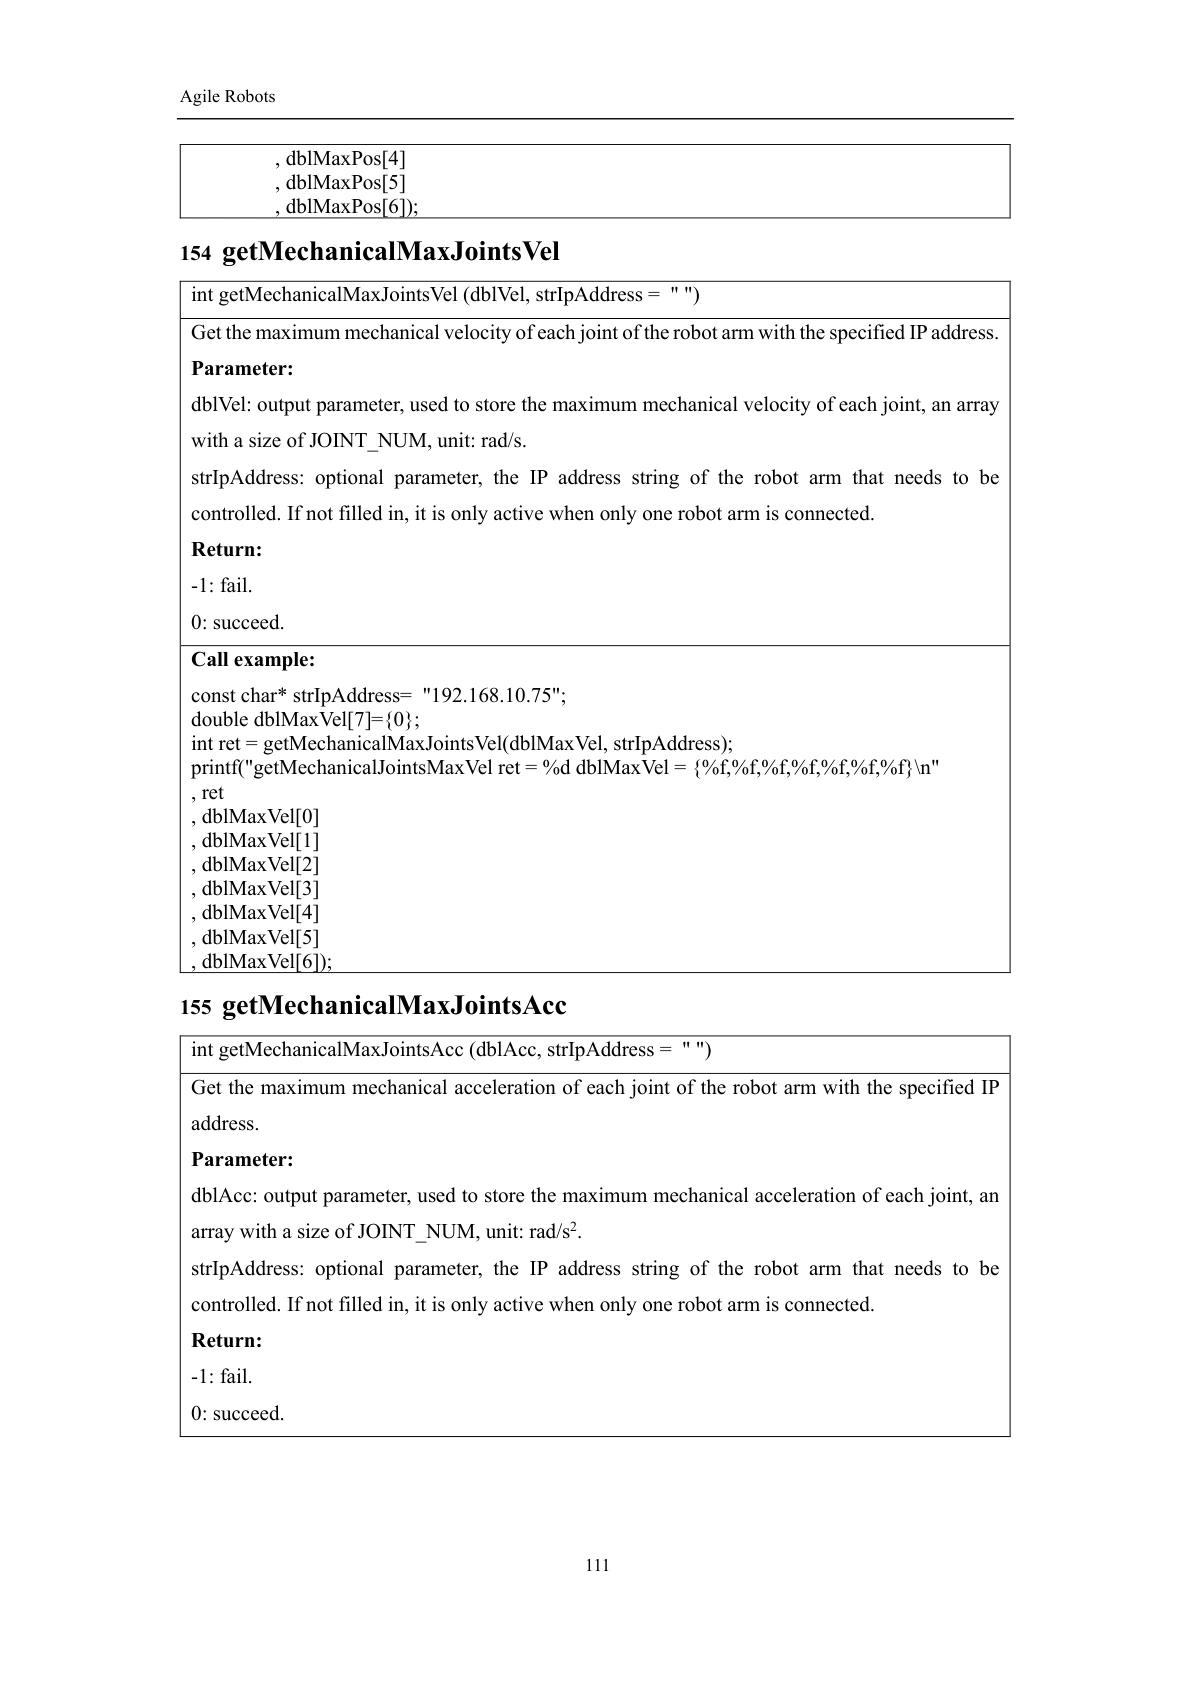 Agile Robots
, dblMaxPos[4]
, dblMaxPos[5]
, dblMaxPos[6]);
154 getMechanicalMaxJointsVel
int getMechanicalMaxJointsVel (dblVel, strIpAddress = " ")
Get the maximum mechanical velocity of each joint of the robot arm with the specified IP address.
Parameter:
dblVel: output parameter, used to store the maximum mechanical velocity of each joint, an array
with a size of JOINT_NUM, unit: rad/s.
strIpAddress: optional parameter, the IP address string of the robot arm that needs to be
controlled. If not filled in, it is only active when only one robot arm is connected.
Return:
-1: fail.
0: succeed.
Call example:
const char* strIpAddress= "192.168.10.75";
double dblMaxVel[7]={0};
int ret = getMechanicalMaxJointsVel(dblMaxVel, strIpAddress);
printf("getMechanicalJointsMaxVel ret = %d dblMaxVel = {%f,%f,%f,%f,%f,%f,%f}\n"
, ret
, dblMaxVel[0]
, dblMaxVel[1]
, dblMaxVel[2]
, dblMaxVel[3]
, dblMaxVel[4]
, dblMaxVel[5]
, dblMaxVel[6]);
155 getMechanicalMaxJointsAcc
int getMechanicalMaxJointsAcc (dblAcc, strIpAddress = " ")
Get the maximum mechanical acceleration of each joint of the robot arm with the specified IP
address.
Parameter:
dblAcc: output parameter, used to store the maximum mechanical acceleration of each joint, an
array with a size of JOINT_NUM, unit: rad/s².
strIpAddress: optional parameter, the IP address string of the robot arm that needs to be
controlled. If not filled in, it is only active when only one robot arm is connected.
Return:
-1: fail.
0: succeed.
111